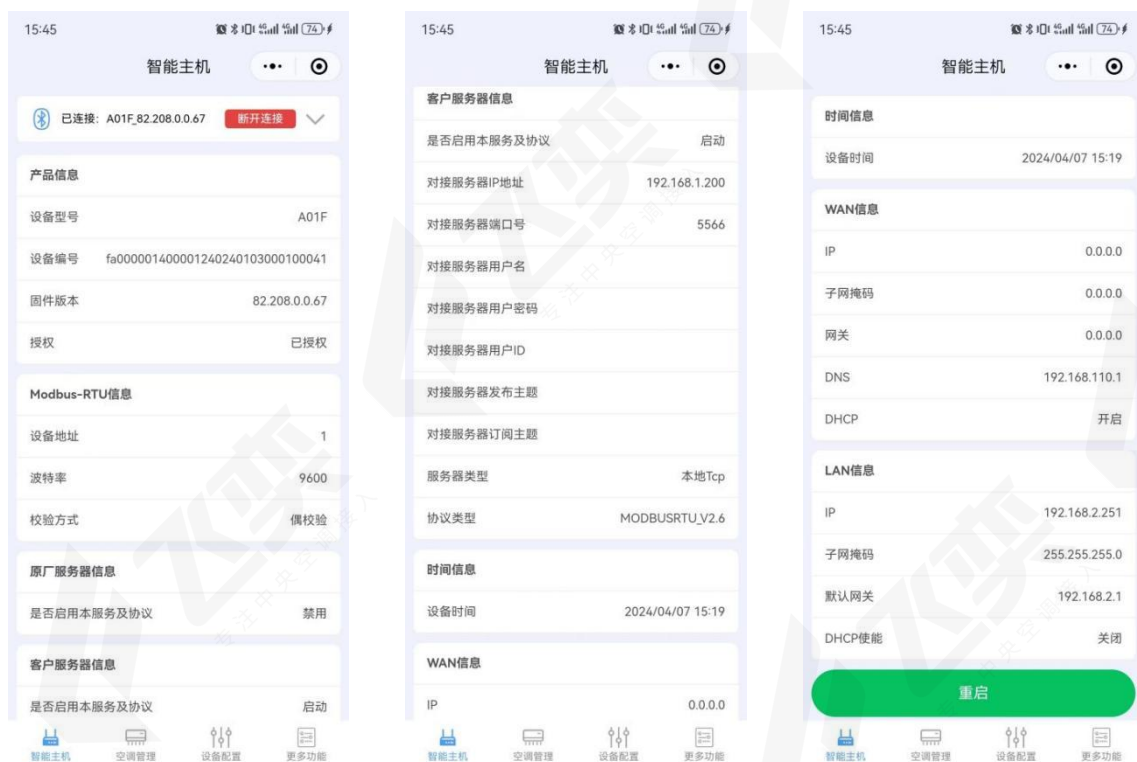 15:45
74
智能主机
已连接：A01F_82.208.0.0.67 断开连接
产品信息
设备型号 A01F
设备编号 fa00000140000124024010300010041
固件版本 82.208.0.0.67
授权 已授权
Modbus-RTU信息
设备地址 1
波特率 9600
校验方式 偶校验
原厂服务器信息
是否启用本服务及协议 禁用
客户服务器信息
是否启用本服务及协议 启动
智能主机 空调管理 设备配置 更多功能
15:45
74
智能主机
客户服务器信息
是否启用本服务及协议 启动
对接服务器IP地址 192.168.1.200
对接服务器端口号 5566
对接服务器用户名
对接服务器用户密码
对接服务器用户ID
对接服务器发布主题
对接服务器订阅主题
服务器类型 本地Tcp
协议类型 MODBUSRTU_V2.6
时间信息
设备时间 2024/04/07 15:19
WAN信息
IP 0.0.0.0
智能主机 空调管理 设备配置 更多功能
15:45
74
智能主机
时间信息
设备时间 2024/04/07 15:19
WAN信息
IP 0.0.0.0
子网掩码 0.0.0.0
网关 0.0.0.0
DNS 192.168.110.1
DHCP 开启
LAN信息
IP 192.168.2.251
子网掩码 255.255.255.0
默认网关 192.168.2.1
DHCP使能 关闭
重启
智能主机 空调管理 设备配置 更多功能
飞奕
专注中央空调接入